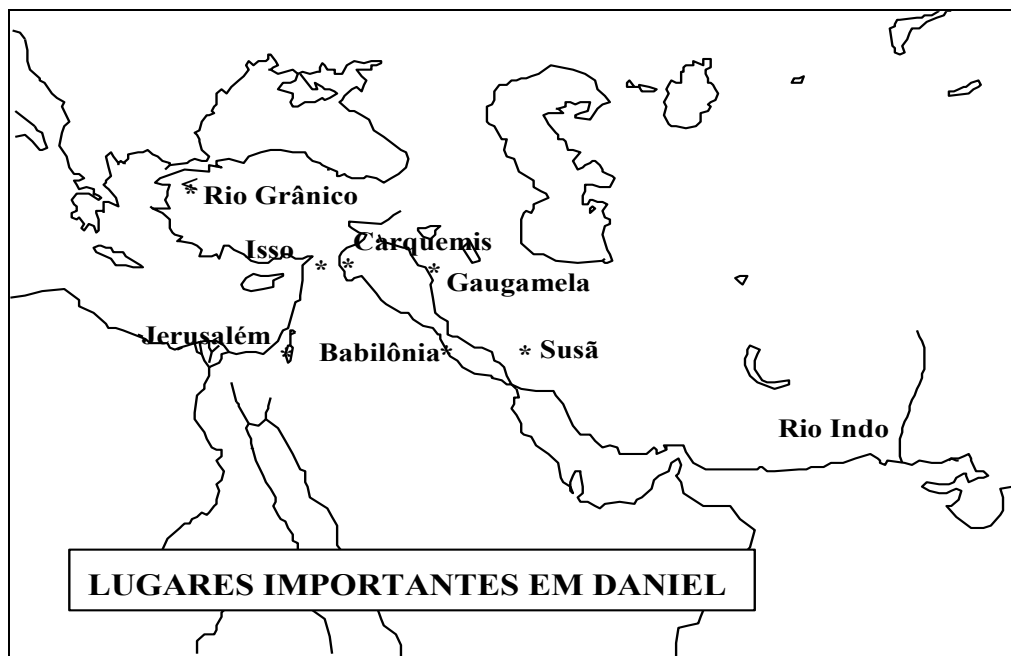 Rio Grânico
Isso
Carquemis
Gaugamela
Jerusalém
Babilônia
Susã
Rio Indo
LUGARES IMPORTANTES EM DANIEL